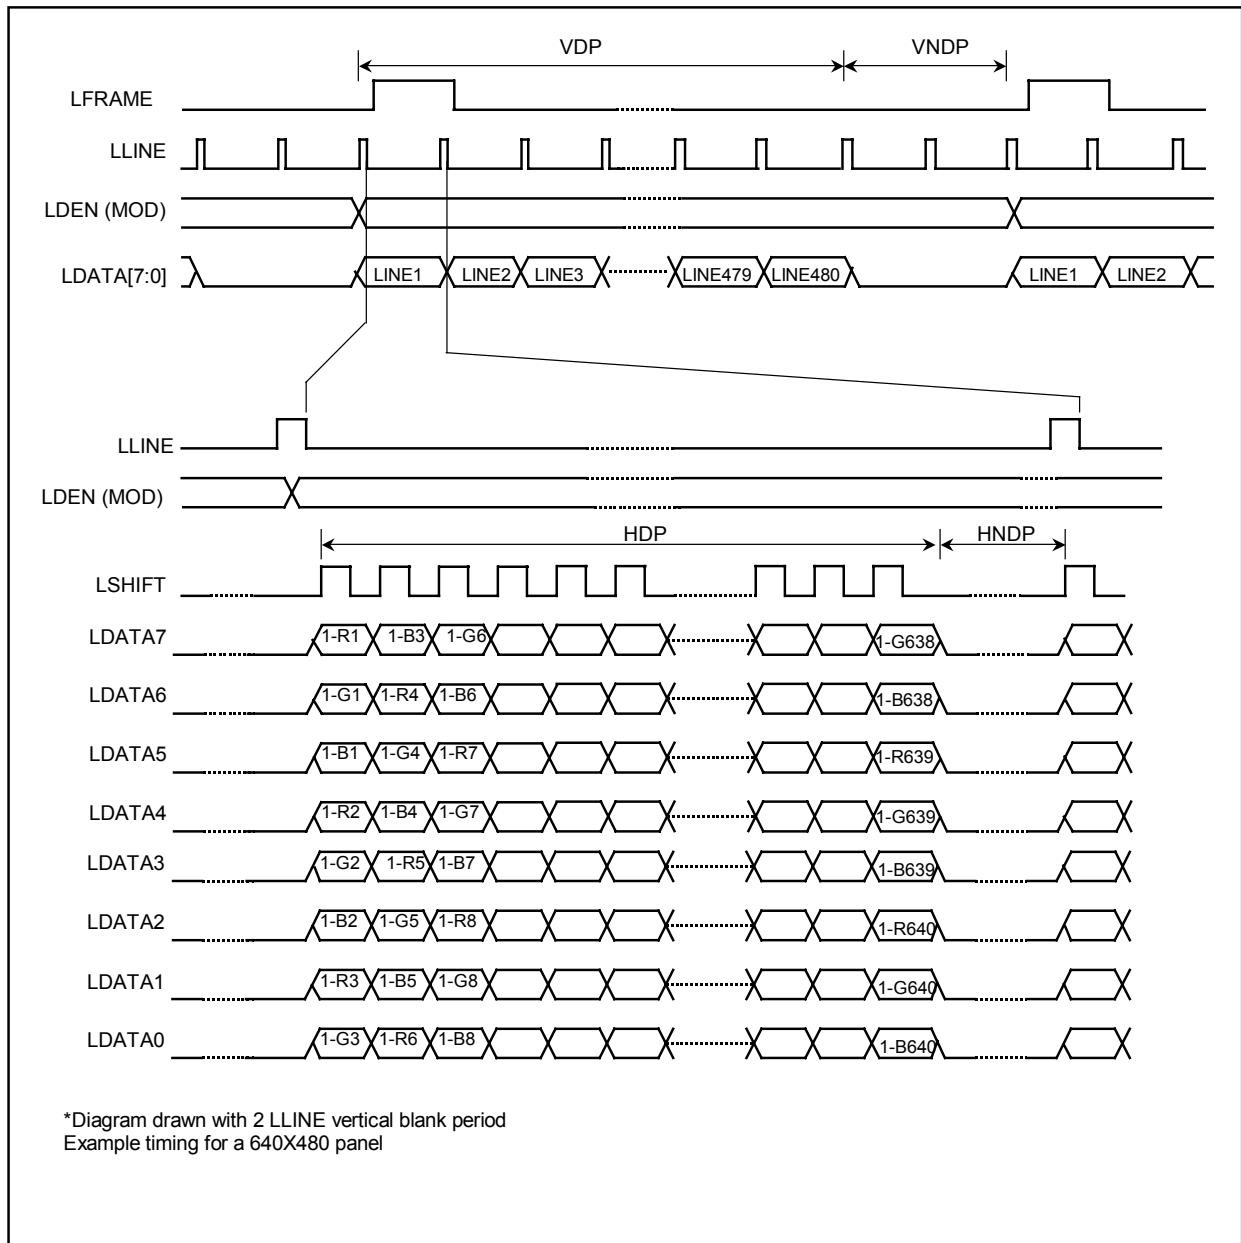 VDP VNDP
LFRAME
LLINE
LDEN (MOD)
LDATA[7:0] LINE1 LINE2 LINE3 LINE479 LINE480 LINE1 LINE2
LLINE
LDEN (MOD)
HDP HNDP
LSHIFT
LDATA7 1-R1 1-B3 1-G6 1-G638
LDATA6 1-G1 1-R4 1-B6 1-B638
LDATA5 1-B1 1-G4 1-R7 1-R639
LDATA4 1-R2 1-B4 1-G7 1-G639
LDATA3 1-G2 1-R5 1-B7 1-B639
LDATA2 1-B2 1-G5 1-R8 1-R640
LDATA1 1-R3 1-B5 1-G8 1-G640
LDATA0 1-G3 1-R6 1-B8 1-B640
*Diagram drawn with 2 LLINE vertical blank period
Example timing for a 640X480 panel